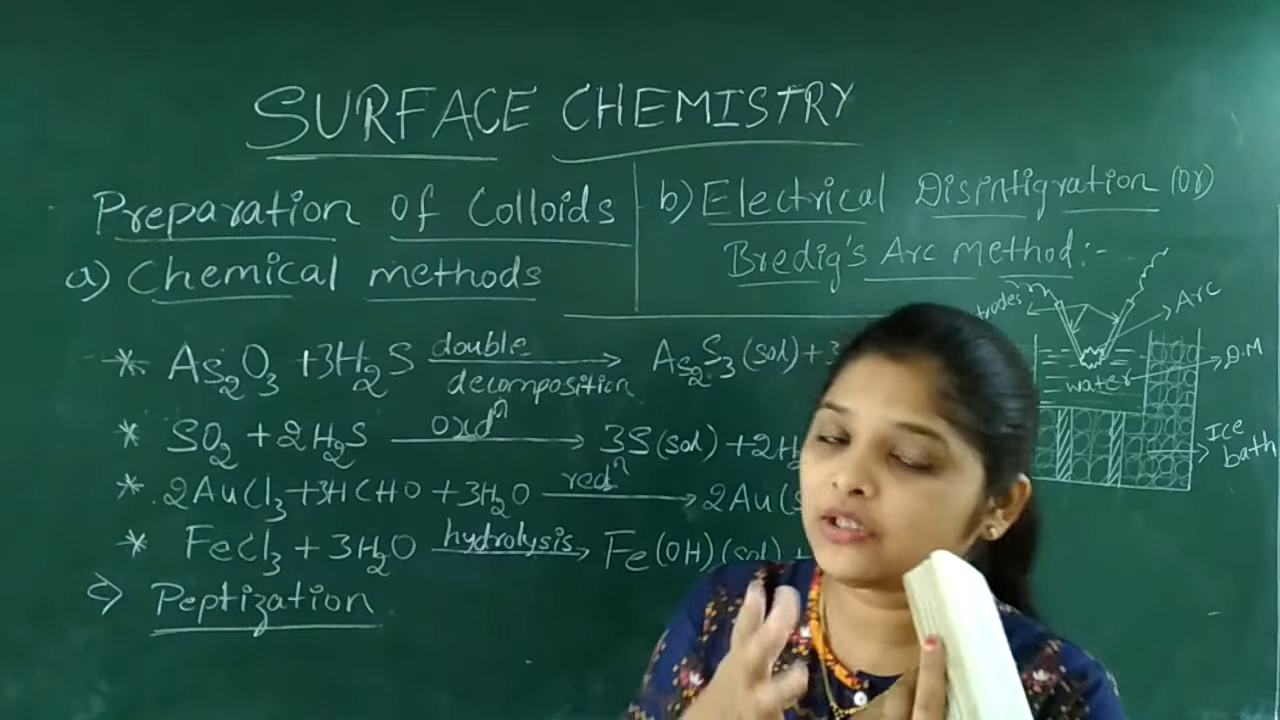 SURFACE CHEMISTRY
Preparation of Colloids
a) Chemical methods
* As2O3 +3H2S double decomposition → As2S3 (sol) + 3
* SO2 + 2H2S oxdⁿ → 3S (sol) + 2H2
* 2AuCl3 +3HCHO + 3H2O redⁿ → 2Au (s
* FeCl3 + 3H2O hydrolysis → Fe(OH) (sol) +
c) Peptization
b) Electrical Disintigration (or)
Bredig's Arc method:-
trodes
Arc
D.M
water
Ice
bath